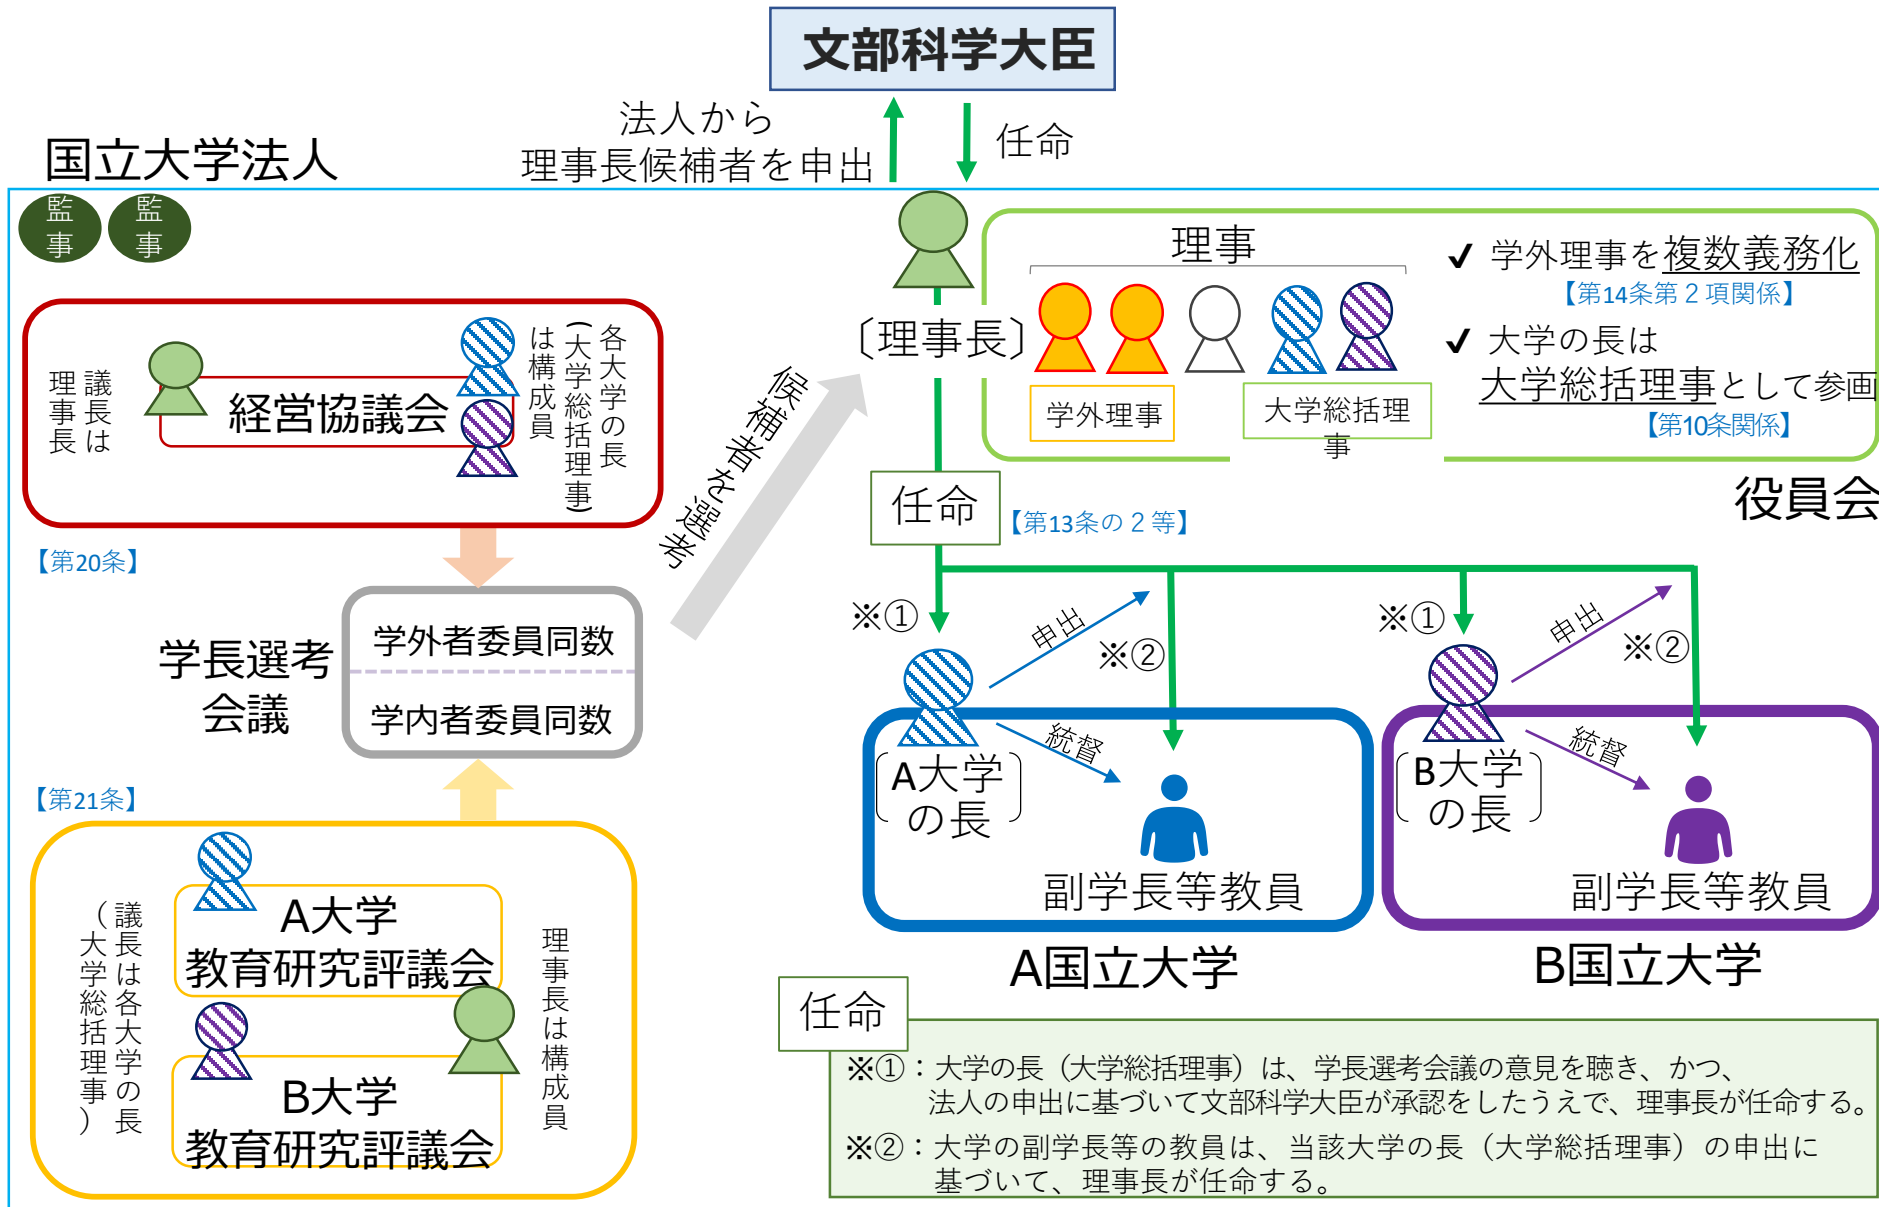 文部科学大臣
法人から
理事長候補者を申出
任命
国立大学法人
監事
監事
理事
〔理事長〕
学外理事
大学総括理
事
✔ 学外理事を複数義務化
【第14条第２項関係】
✔ 大学の長は
大学総括理事として参画
【第10条関係】
役員会
議長は
理事長
経営協議会
各大学の長
(大学総括理事)
は構成員
【第20条】
候補者を選考
学長選考
会議
学外者委員同数
学内者委員同数
【第21条】
議長は各大学の長
（大学総括理事）
A大学
教育研究評議会
B大学
教育研究評議会
理事長は構成員
任命
【第13条の２等】
※①
申出
※②
統督
A大学
の長
副学長等教員
A国立大学
※①
申出
※②
統督
B大学
の長
副学長等教員
B国立大学
任命
※①：大学の長（大学総括理事）は、学長選考会議の意見を聴き、かつ、
法人の申出に基づいて文部科学大臣が承認をしたうえで、理事長が任命する。
※②：大学の副学長等の教員は、当該大学の長（大学総括理事）の申出に
基づいて、理事長が任命する。